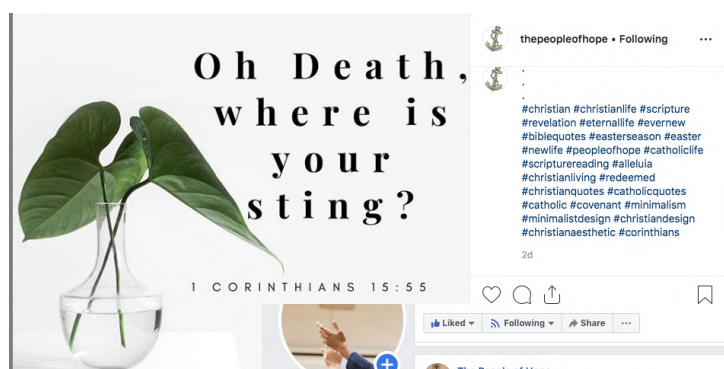 Oh Death,
where is
your
sting?
1 CORINTHIANS 15:55
thepeopleofhope • Following
.
.
#christian #christianlife #scripture
#revelation #eternallife #evernew
#biblequotes #easterseason #easter
#newlife #peopleofhope #catholiclife
#scripturereading #alleluia
#christianliving #redeemed
#christianquotes #catholicquotes
#catholic #covenant #minimalism
#minimalistdesign #christiandesign
#christianaesthetic #corinthians
2d
Liked
Following
Share